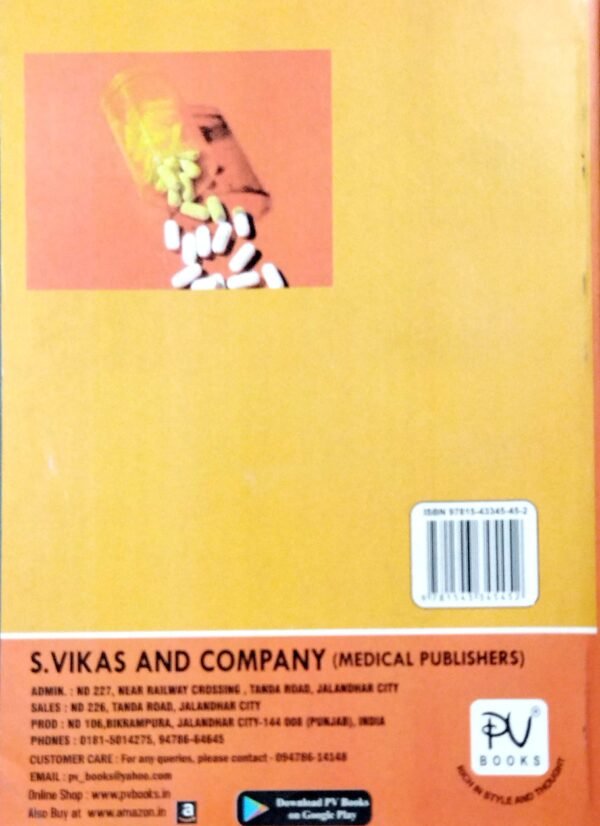 ISBN 97815-43345-45-2
9 781543 345452
S.VIKAS AND COMPANY (MEDICAL PUBLISHERS)
ADMIN. : ND 227, NEAR RAILWAY CROSSING , TANDA ROAD, JALANDHAR CITY
SALES : ND 226, TANDA ROAD, JALANDHAR CITY
PROD : NO 106,BIKRAMPURA, JALANDHAR CITY-144 008 (PUNJAB), INDIA
PHONES : 0181-5014275, 94786-64645
CUSTOMER CARE : For any queries, please contact - 094786-14148
EMAIL : pv_books@yahoo.com
Online Shop : www.pvbooks.in
Also Buy at www.amazon.in a
Download PV Books
on Google Play
PV®
BOOKS
RICH IN STYLE AND THOUGHT